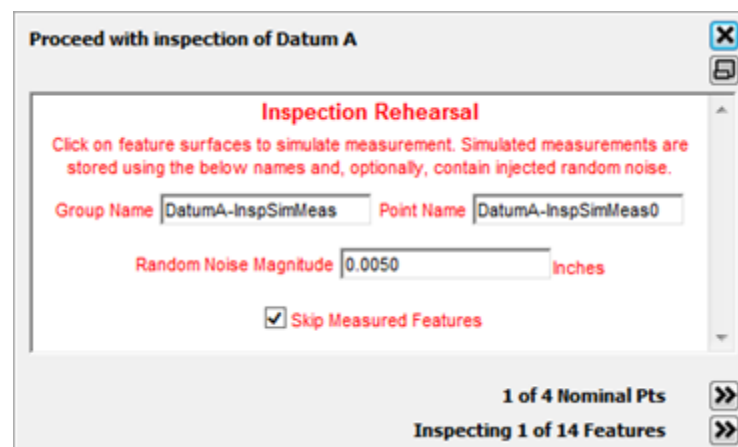 Proceed with inspection of Datum A
Inspection Rehearsal
Click on feature surfaces to simulate measurement. Simulated measurements are
stored using the below names and, optionally, contain injected random noise.
Group Name DatumA-InspSimMeas Point Name DatumA-InspSimMeas0
Random Noise Magnitude 0.0050 Inches
Skip Measured Features
1 of 4 Nominal Pts
Inspecting 1 of 14 Features